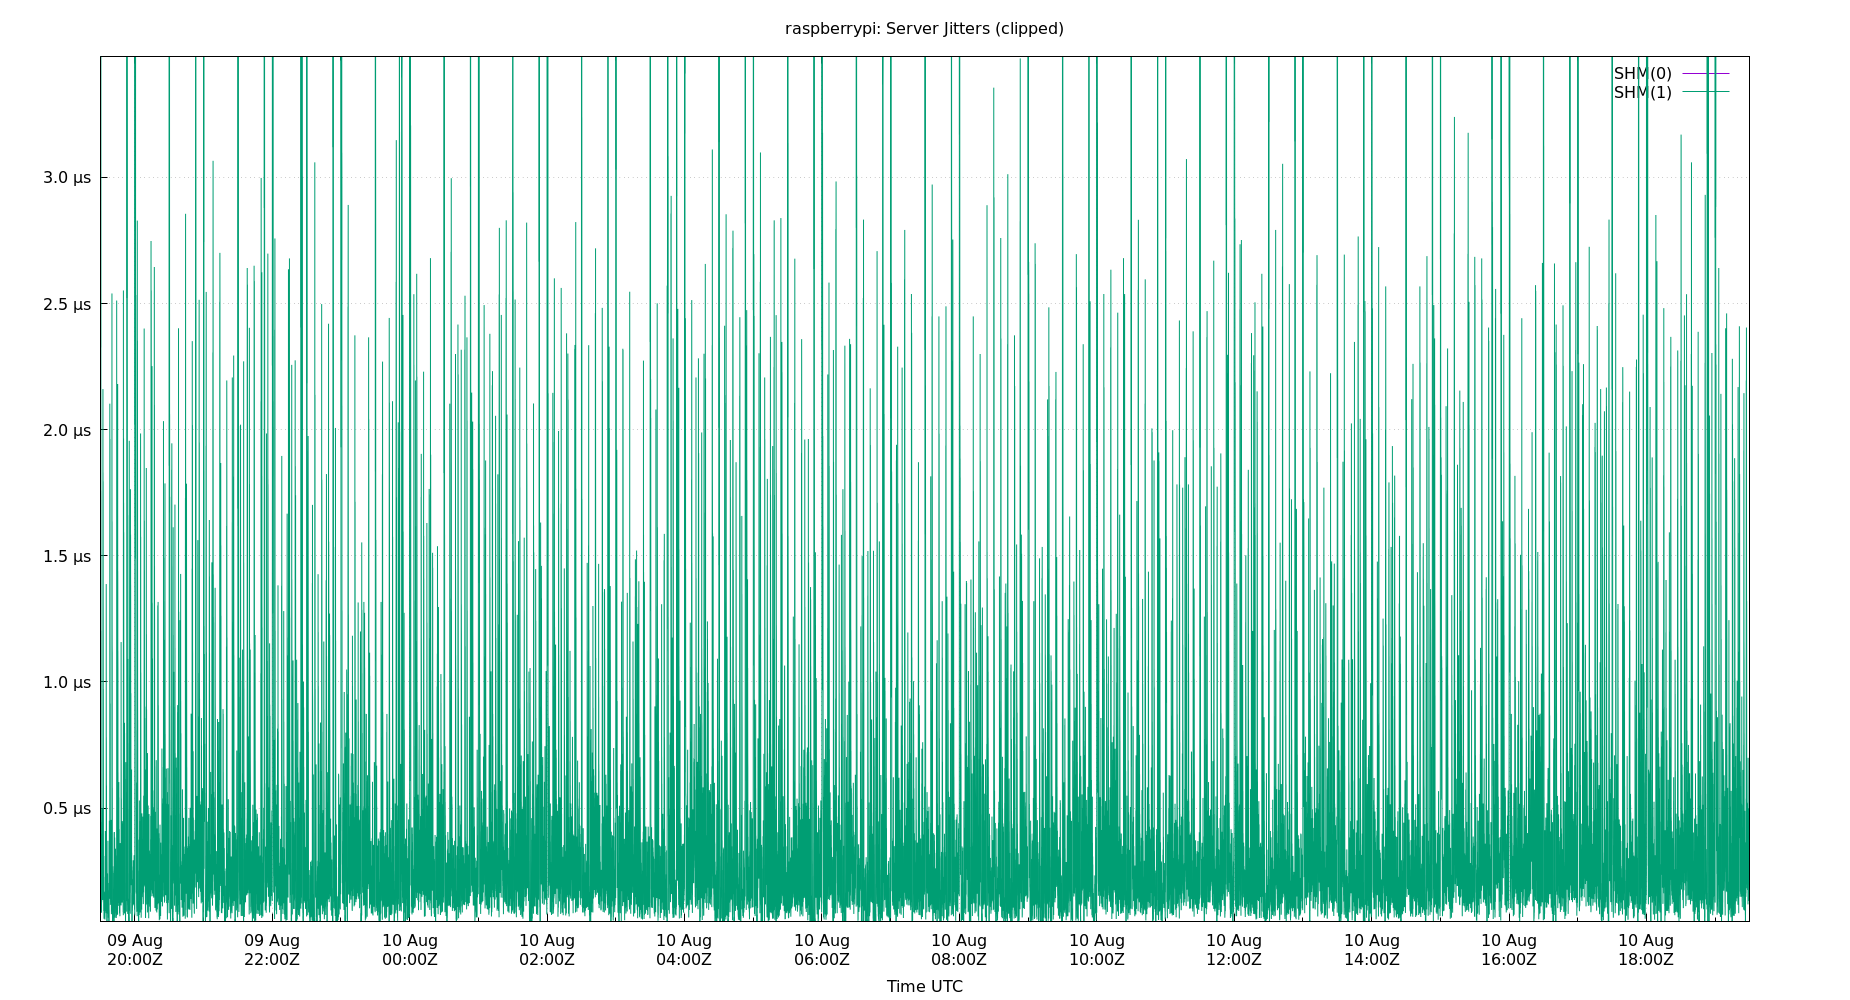 raspberrypi: Server Jitters (clipped)
SHM(0)
SHM(1)
3.0 μs
2.5 μs
2.0 μs
1.5 μs
1.0 μs
0.5 μs
09 Aug 09 Aug 10 Aug 10 Aug 10 Aug 10 Aug 10 Aug 10 Aug 10 Aug 10 Aug 10 Aug 10 Aug
20:00Z 22:00Z 00:00Z 02:00Z 04:00Z 06:00Z 08:00Z 10:00Z 12:00Z 14:00Z 16:00Z 18:00Z
Time UTC